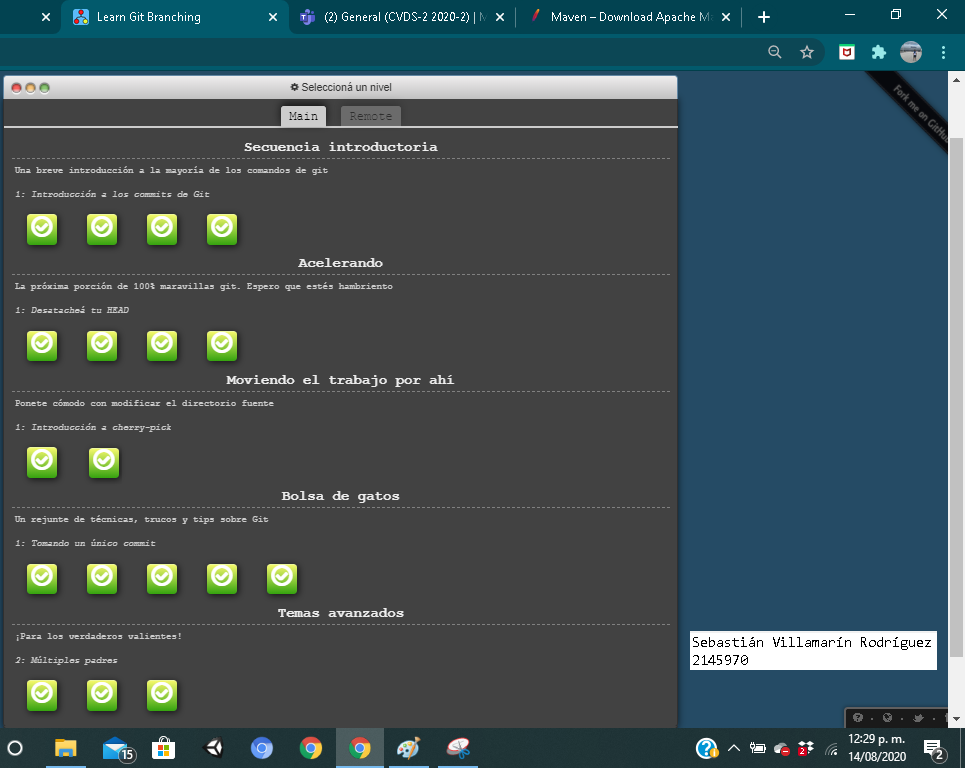 Learn Git Branching
(2) General (CVDS-2 2020-2) |
Maven – Download Apache M
Seleccioná un nivel
Fork me on GitHub
Main
Remote
Secuencia introductoria
Una breve introducción a la mayoría de los comandos de git
1: Introducción a los commits de Git
Acelerando
La próxima porción de 100% maravillas git. Espero que estés hambriento
1: Desatacheá tu HEAD
Moviendo el trabajo por ahí
Ponete cómodo con modificar el directorio fuente
1: Introducción a cherry-pick
Bolsa de gatos
Un rejunte de técnicas, trucos y tips sobre Git
1: Tomando un único commit
Temas avanzados
¡Para los verdaderos valientes!
2: Múltiples padres
Sebastián Villamarín Rodríguez
2145970
15
2
12:29 p. m.
14/08/2020
2